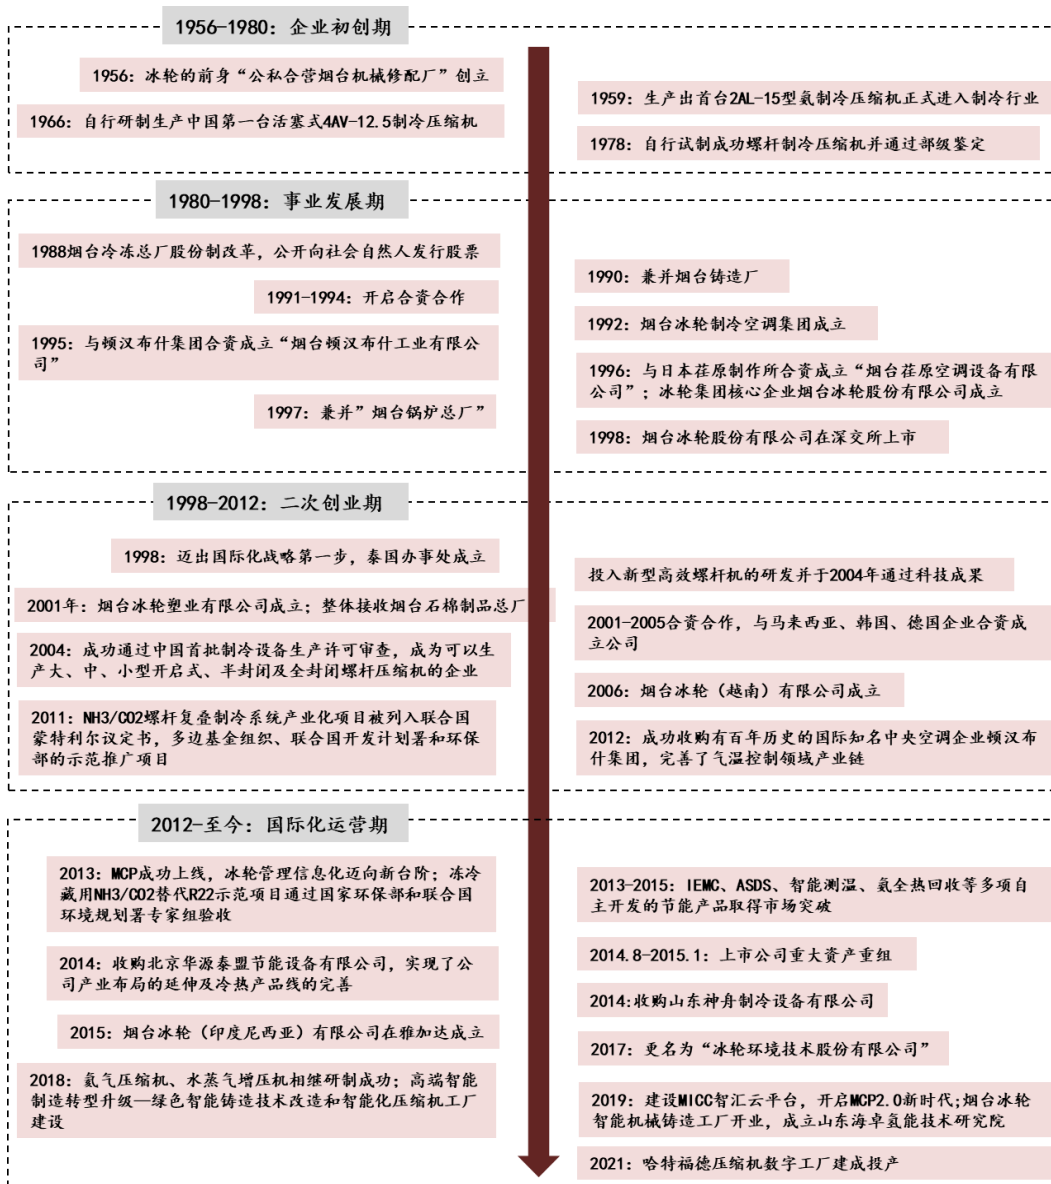 1956-1980：企业初创期
1956：冰轮的前身“公私合营烟台机械修配厂”创立
1959：生产出首台2AL-15型氨制冷压缩机正式进入制冷行业
1966：自行研制生产中国第一台活塞式4AV-12.5制冷压缩机
1978：自行试制成功螺杆制冷压缩机并通过部级鉴定
1980-1998：事业发展期
1988烟台冷冻总厂股份制改革，公开向社会自然人发行股票
1990：兼并烟台铸造厂
1991-1994：开启合资合作
1992：烟台冰轮制冷空调集团成立
1995：与顿汉布什集团合资成立“烟台顿汉布什工业有限公
司”
1996：与日本荏原制作所合资成立“烟台荏原空调设备有限
公司”；冰轮集团核心企业烟台冰轮股份有限公司成立
1997：兼并”烟台锅炉总厂”
1998：烟台冰轮股份有限公司在深交所上市
1998-2012：二次创业期
1998：迈出国际化战略第一步，泰国办事处成立
投入新型高效螺杆机的研发并于2004年通过科技成果
2001年：烟台冰轮塑业有限公司成立；整体接收烟台石棉制品总厂
2001-2005合资合作，与马来西亚、韩国、德国企业合资成
立公司
2004：成功通过中国首批制冷设备生产许可审查，成为可以生
产大、中、小型开启式、半封闭及全封闭螺杆压缩机的企业
2006：烟台冰轮（越南）有限公司成立
2011：NH3/CO2螺杆复叠制冷系统产业化项目被列入联合国
蒙特利尔议定书，多边基金组织、联合国开发计划署和环保
部的示范推广项目
2012：成功收购有百年历史的国际知名中央空调企业顿汉布
什集团，完善了气温控制领域产业链
2012-至今：国际化运营期
2013：MCP成功上线，冰轮管理信息化迈向新台阶；冻冷
藏用NH3/CO2替代R22示范项目通过国家环保部和联合国
环境规划署专家组验收
2013-2015：IEMC、ASDS、智能测温、氨全热回收等多项自
主开发的节能产品取得市场突破
2014：收购北京华源泰盟节能设备有限公司，实现了公
司产业布局的延伸及冷热产品线的完善
2014.8-2015.1：上市公司重大资产重组
2014:收购山东神舟制冷设备有限公司
2015：烟台冰轮（印度尼西亚）有限公司在雅加达成立
2017：更名为“冰轮环境技术股份有限公司”
2018：氦气压缩机、水蒸气增压机相继研制成功；高端智能
制造转型升级—绿色智能铸造技术改造和智能化压缩机工厂
建设
2019：建设MICC智汇云平台，开启MCP2.0新时代;烟台冰轮
智能机械铸造工厂开业，成立山东海卓氢能技术研究院
2021：哈特福德压缩机数字工厂建成投产